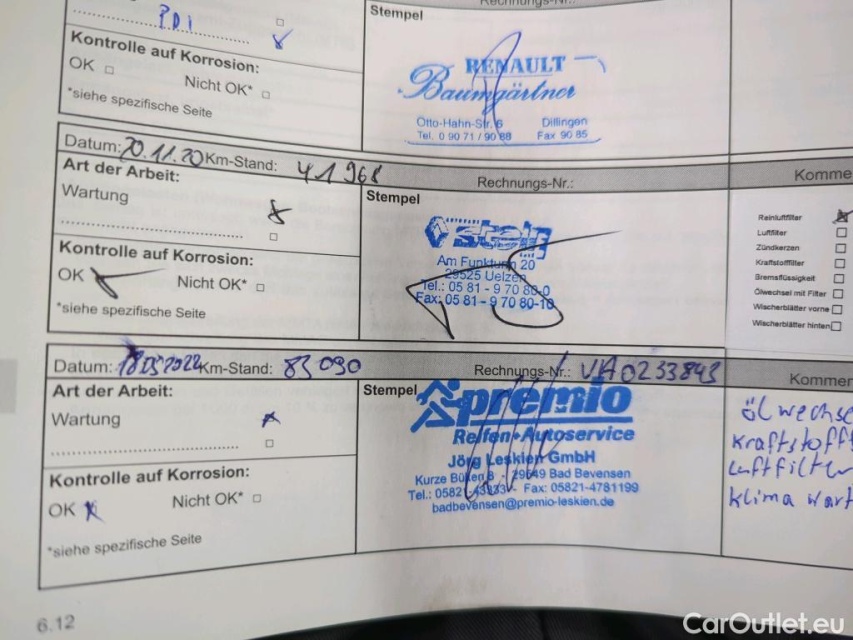 PDI
Stempel
Rechnungs-Nr.:
Kontrolle auf Korrosion:
OK
Nicht OK*
*siehe spezifische Seite
RENAULT
Baumgärtner
Otto-Hahn-Str. 6 Dillingen
Tel. 0 90 71 / 90 88 Fax 90 85
Datum: 20.11.20 Km-Stand: 41 968 Rechnungs-Nr.: Komme
Art der Arbeit:
Wartung
Kontrolle auf Korrosion:
OK
Nicht OK*
*siehe spezifische Seite
Stempel
stein
Am Funkturm 20
29525 Uelzen
Tel.: 05 81 - 9 70 80-0
Fax: 05 81 - 9 70 80-10
Reinluftfilter
Luftfilter
Zündkerzen
Kraftstofffilter
Bremsflüssigkeit
Ölwechsel mit Filter
Wischerblätter vorne
Wischerblätter hinten
Datum: 2022 Km-Stand: 83 090 Rechnungs-Nr.: VA0233843 Kommen
Art der Arbeit:
Wartung
Kontrolle auf Korrosion:
OK
Nicht OK*
*siehe spezifische Seite
Stempel
premio
Reifen+Autoservice
Jörg Leskien GmbH
Kurze Bülten 8 - 29549 Bad Bevensen
Tel.: 05821 Fax: 05821-4781199
badbevensen@premio-leskien.de
ölwechse
Kraftstoff
Luftfilter
Klima wart
6.12
CarOutlet.eu